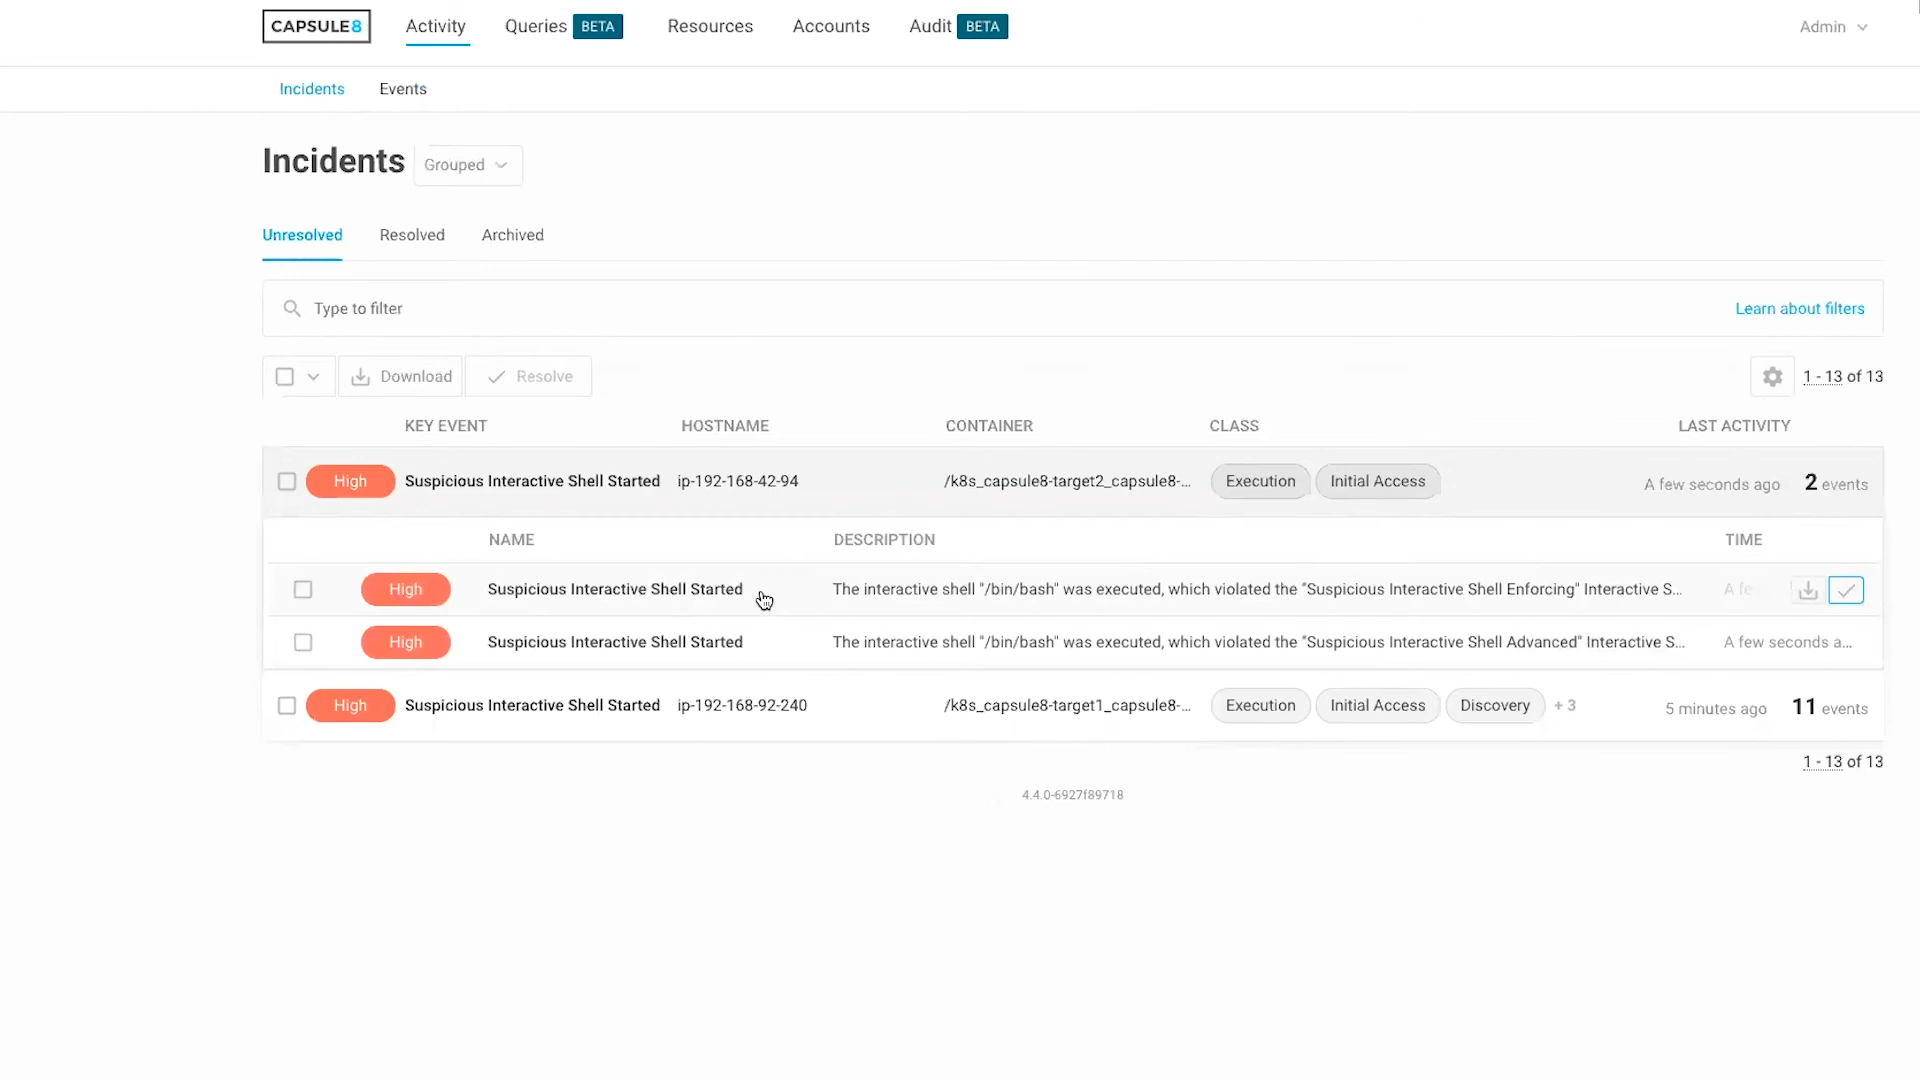 CAPSULE8 Activity Queries BETA Resources Accounts Audit BETA Admin
Incidents Events
Incidents Grouped
Unresolved Resolved Archived
Type to filter Learn about filters
Download Resolve 1 - 13 of 13
KEY EVENT HOSTNAME CONTAINER CLASS LAST ACTIVITY
High Suspicious Interactive Shell Started ip-192-168-42-94 /k8s_capsule8-target2_capsule8-... Execution Initial Access A few seconds ago 2 events
NAME DESCRIPTION TIME
High Suspicious Interactive Shell Started The interactive shell "/bin/bash" was executed, which violated the "Suspicious Interactive Shell Enforcing" Interactive S... A fe
High Suspicious Interactive Shell Started The interactive shell "/bin/bash" was executed, which violated the "Suspicious Interactive Shell Advanced" Interactive S... A few seconds a...
High Suspicious Interactive Shell Started ip-192-168-92-240 /k8s_capsule8-target1_capsule8-... Execution Initial Access Discovery + 3 5 minutes ago 11 events
1 - 13 of 13
4.4.0-6927f89718